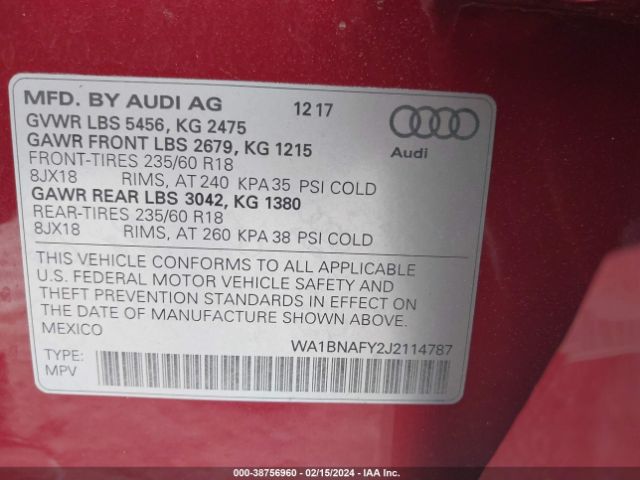 MFD. BY AUDI AG 12 17
GVWR LBS 5456, KG 2475
GAWR FRONT LBS 2679, KG 1215
Audi
FRONT-TIRES 235/60 R18
8JX18 RIMS, AT 240 KPA 35 PSI COLD
GAWR REAR LBS 3042, KG 1380
REAR-TIRES 235/60 R18
8JX18 RIMS, AT 260 KPA 38 PSI COLD
THIS VEHICLE CONFORMS TO ALL APPLICABLE
U.S. FEDERAL MOTOR VEHICLE SAFETY AND
THEFT PREVENTION STANDARDS IN EFFECT ON
THE DATE OF MANUFACTURE SHOWN ABOVE.
MEXICO
WA1BNAFY2J2114787
TYPE:
MPV
000-38756960 - 02/15/2024 - IAA Inc.